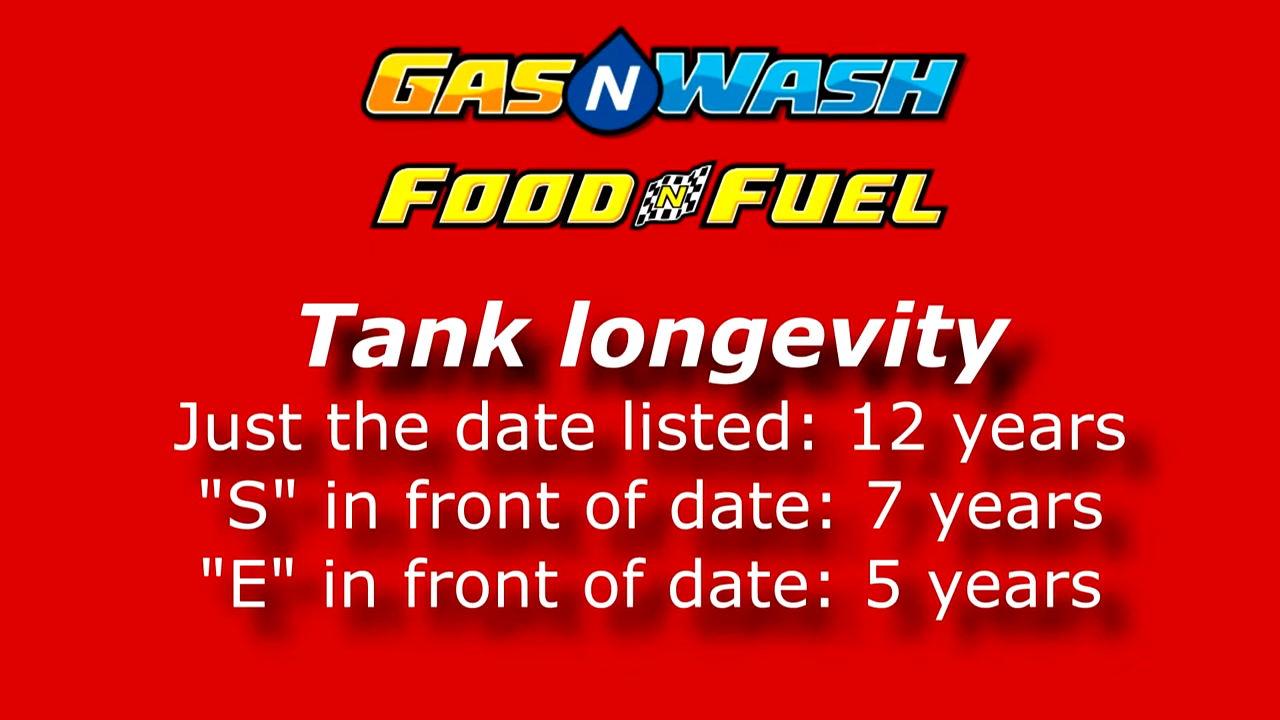 GAS N WASH
FOOD N FUEL
Tank longevity
Just the date listed: 12 years
"S" in front of date: 7 years
"E" in front of date: 5 years